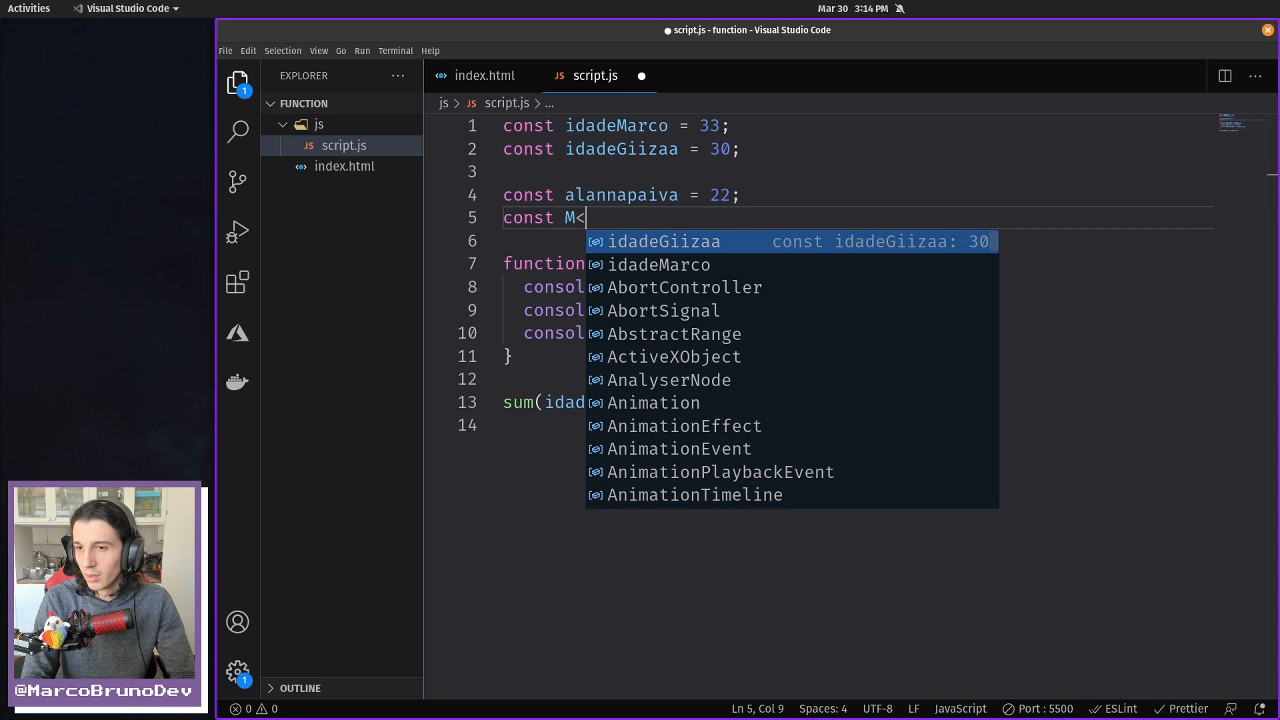 Activities
Visual Studio Code
Mar 30 3:14 PM
● script.js - function - Visual Studio Code
File Edit Selection View Go Run Terminal Help
EXPLORER
index.html
JS script.js
FUNCTION
js > JS script.js > ...
js
JS script.js
index.html
1
1 const idadeMarco = 33;
2 const idadeGiizaa = 30;
3
4 const alannapaiva = 22;
5 const M<
6
7 function
8 consol
9 consol
10 consol
11 }
12
13 sum(idad
14
idadeGiizaa const idadeGiizaa: 30
idadeMarco
AbortController
AbortSignal
AbstractRange
ActiveXObject
AnalyserNode
Animation
AnimationEffect
AnimationEvent
AnimationPlaybackEvent
AnimationTimeline
1
OUTLINE
@MarcoBrunoDev
0 0
Ln 5, Col 9 Spaces: 4 UTF-8 LF JavaScript Port : 5500 ESLint Prettier